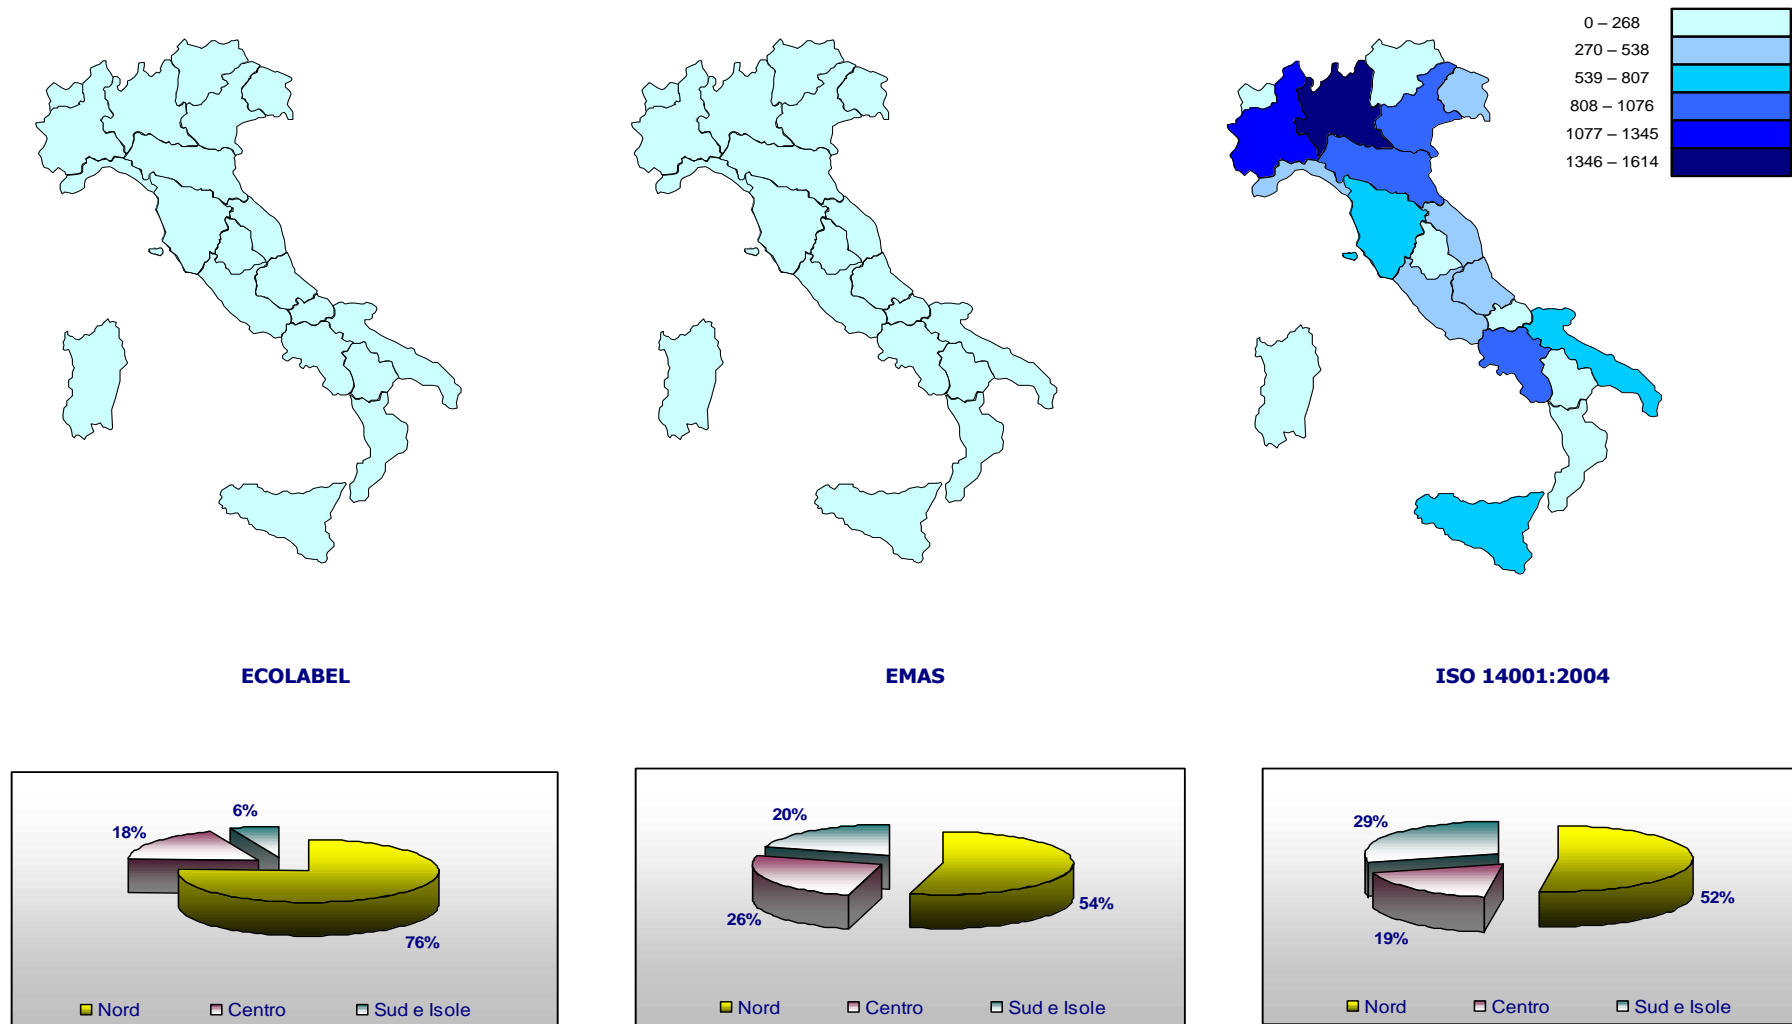 0 – 268
270 – 538
539 – 807
808 – 1076
1077 – 1345
1346 – 1614
ECOLABEL
EMAS
ISO 14001:2004
6%
18%
76%
Nord
Centro
Sud e Isole
20%
26%
54%
Nord
Centro
Sud e Isole
29%
19%
52%
Nord
Centro
Sud e Isole